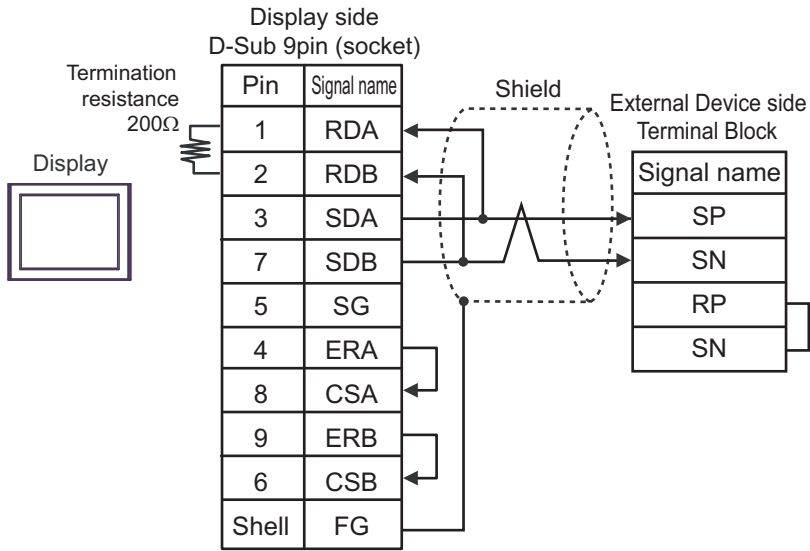 Display side
D-Sub 9pin (socket)
Termination
resistance
200Ω
Display
Pin Signal name
1 RDA
2 RDB
3 SDA
7 SDB
5 SG
4 ERA
8 CSA
9 ERB
6 CSB
Shell FG
Shield
External Device side
Terminal Block
Signal name
SP
SN
RP
SN